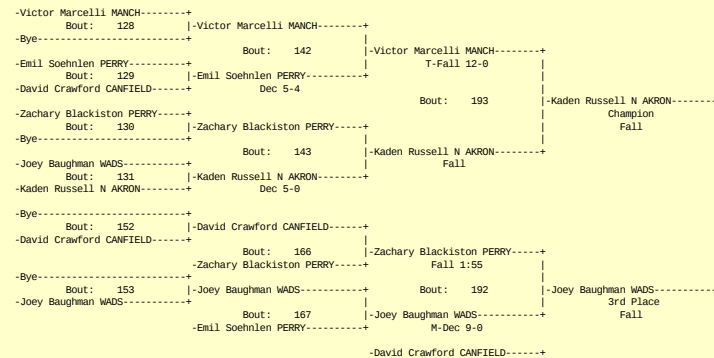 -Victor Marcelli MANCH--------+
Bout: 128 |-Victor Marcelli MANCH--------+
-Bye--------------------------+ |
Bout: 142 |-Victor Marcelli MANCH--------+
-Emil Soehnlen PERRY----------+ | T-Fall 12-0 |
Bout: 129 |-Emil Soehnlen PERRY----------+ |
-David Crawford CANFIELD------+ Dec 5-4 |
Bout: 193 |-Kaden Russell N AKRON--------
-Zachary Blackiston PERRY-----+ | Champion
Bout: 130 |-Zachary Blackiston PERRY-----+ | Fall
-Bye--------------------------+ | |
Bout: 143 |-Kaden Russell N AKRON--------+
-Joey Baughman WADS-----------+ | Fall
Bout: 131 |-Kaden Russell N AKRON--------+
-Kaden Russell N AKRON--------+ Dec 5-0
-Bye--------------------------+
Bout: 152 |-David Crawford CANFIELD------+
-David Crawford CANFIELD------+ |
Bout: 166 |-Zachary Blackiston PERRY-----+
-Zachary Blackiston PERRY-----+ Fall 1:55 |
-Bye--------------------------+ |
Bout: 153 |-Joey Baughman WADS-----------+ Bout: 192 |-Joey Baughman WADS-----------
-Joey Baughman WADS-----------+ | | 3rd Place
Bout: 167 |-Joey Baughman WADS-----------+ Fall
-Emil Soehnlen PERRY----------+ M-Dec 9-0
-David Crawford CANFIELD------+